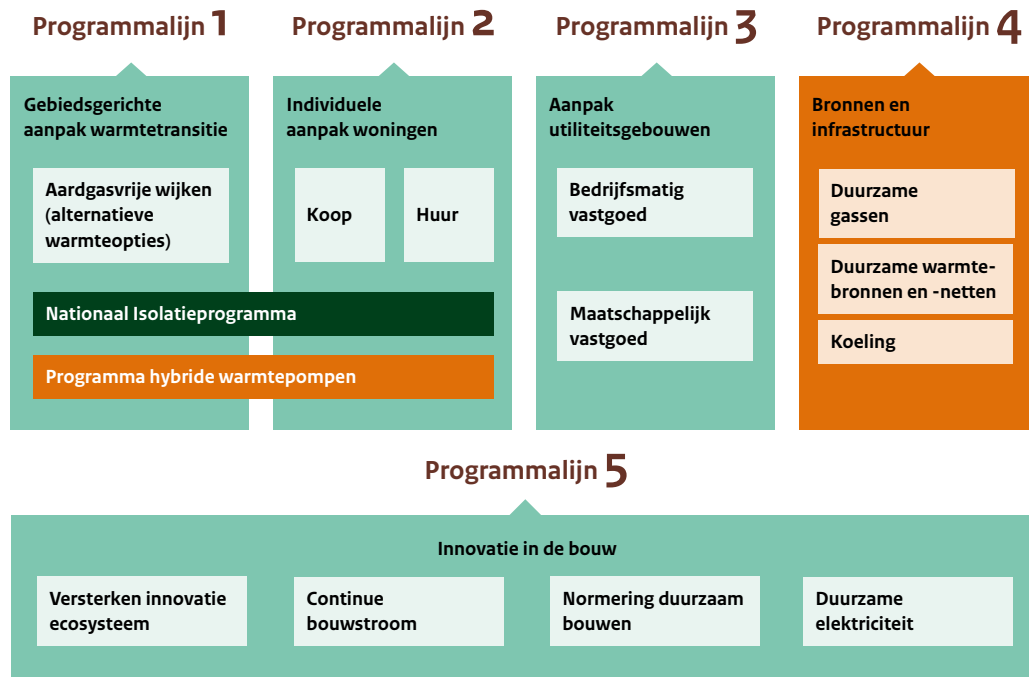 Programmalijn 1
Gebiedsgerichte
aanpak warmtetransitie
Aardgasvrije wijken
(alternatieve
warmteopties)
Programmalijn 2
Individuele
aanpak woningen
Koop
Huur
Nationaal Isolatieprogramma
Programma hybride warmtepompen
Programmalijn 3
Aanpak
utiliteitsgebouwen
Bedrijfsmatig
vastgoed
Maatschappelijk
vastgoed
Programmalijn 4
Bronnen en
infrastructuur
Duurzame
gassen
Duurzame warmte-
bronnen en -netten
Koeling
Programmalijn 5
Innovatie in de bouw
Versterken innovatie
ecosysteem
Continue
bouwstroom
Normering duurzaam
bouwen
Duurzame
elektriciteit